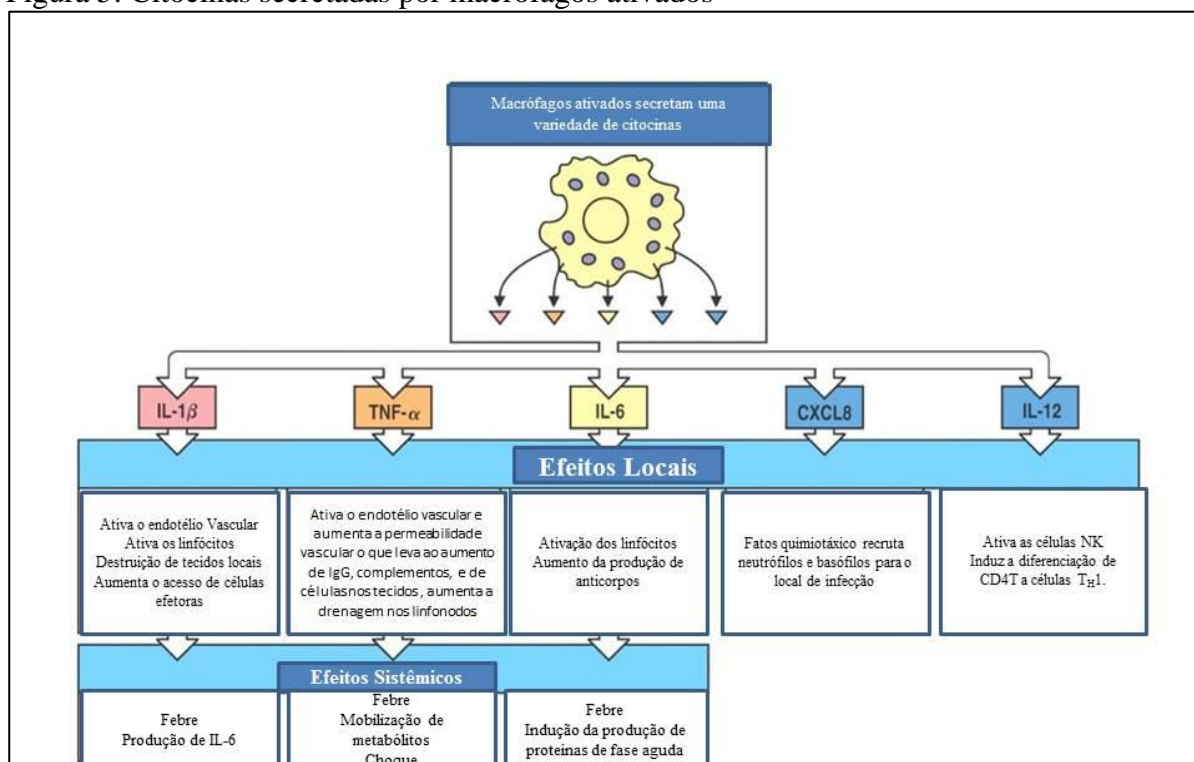 Figura 3: Citocinas secretadas por macrófagos ativados
Macrófagos ativados secretam uma
variedade de citocinas
IL-1β
TNF-α
IL-6
CXCL8
IL-12
Efeitos Locais
Ativa o endotélio Vascular
Ativa os linfócitos
Destruição de tecidos locais
Aumenta o acesso de células
efetoras
Ativa o endotélio vascular e
aumenta a permeabilidade
vascular o que leva ao aumento
de IgG, complementos, e de
células nos tecidos, aumenta a
drenagem nos linfonodos
Ativação dos linfócitos
Aumento da produção de
anticorpos
Fatos quimiotáxico recruta
neutrófilos e basófilos para o
local de infecção
Ativa as células NK
Induz a diferenciação de
CD4T a células TH1.
Efeitos Sistêmicos
Febre
Produção de IL-6
Febre
Mobilização de
metabólitos
Choque
Febre
Indução da produção de
proteinas de fase aguda